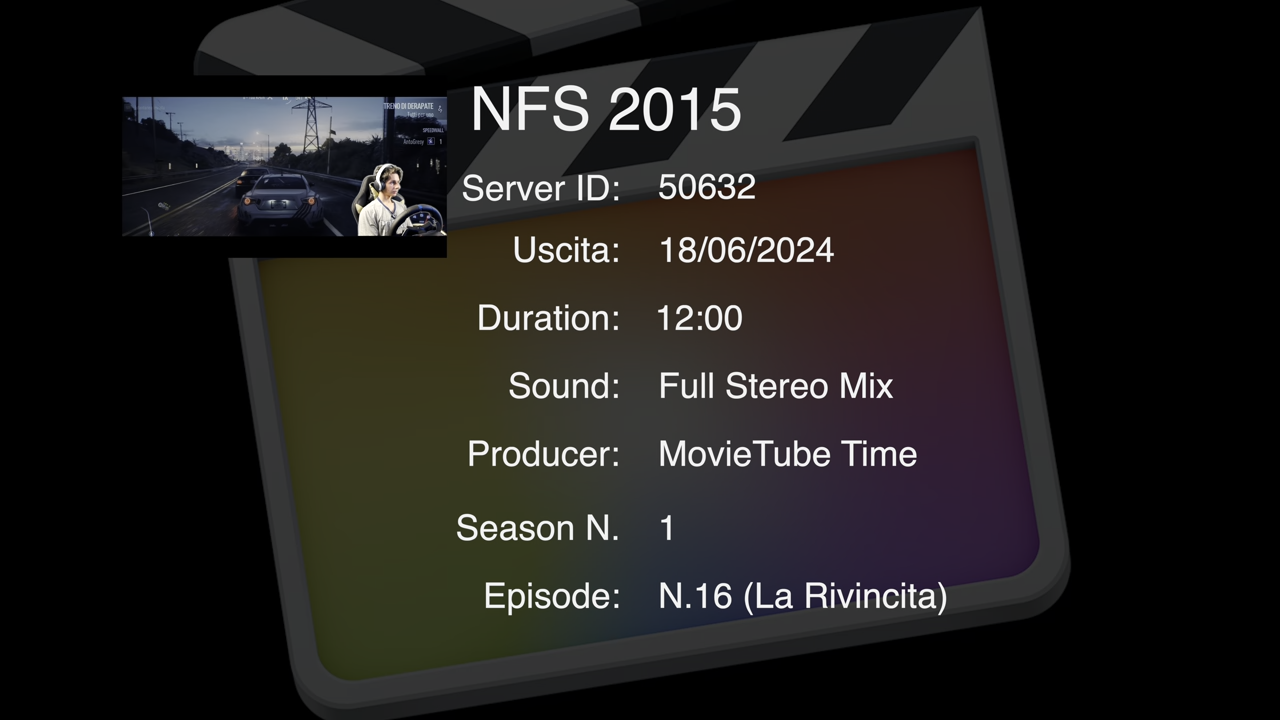 NFS 2015
TRENO DI DERAPATE
SPEEDWALL
1
Server ID: 50632
Uscita: 18/06/2024
Duration: 12:00
Sound: Full Stereo Mix
Producer: MovieTube Time
Season N. 1
Episode: N.16 (La Rivincita)